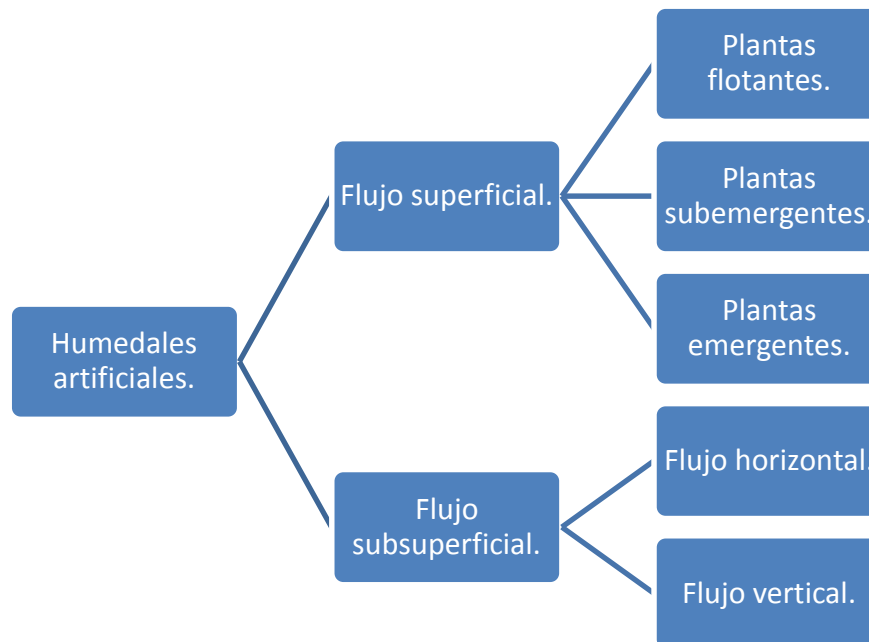 Plantas
flotantes.
Flujo superficial.
Plantas
subemergentes.
Plantas
emergentes.
Humedales
artificiales.
Flujo horizontal.
Flujo
subsuperficial.
Flujo vertical.